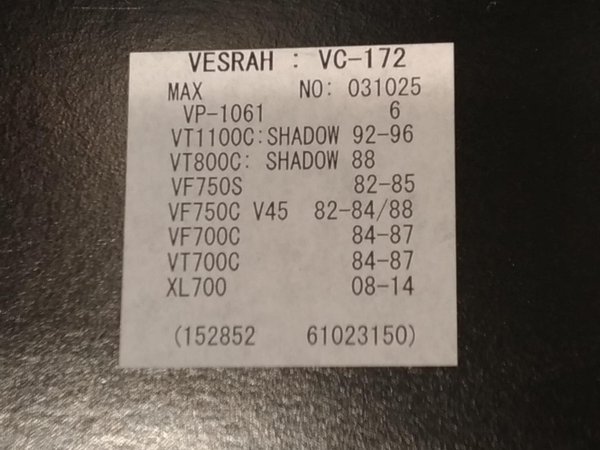 VESRAH : VC-172
MAX NO: 031025
VP-1061 6
VT1100C:SHADOW 92-96
VT800C: SHADOW 88
VF750S 82-85
VF750C V45 82-84/88
VF700C 84-87
VT700C 84-87
XL700 08-14
(152852 61023150)